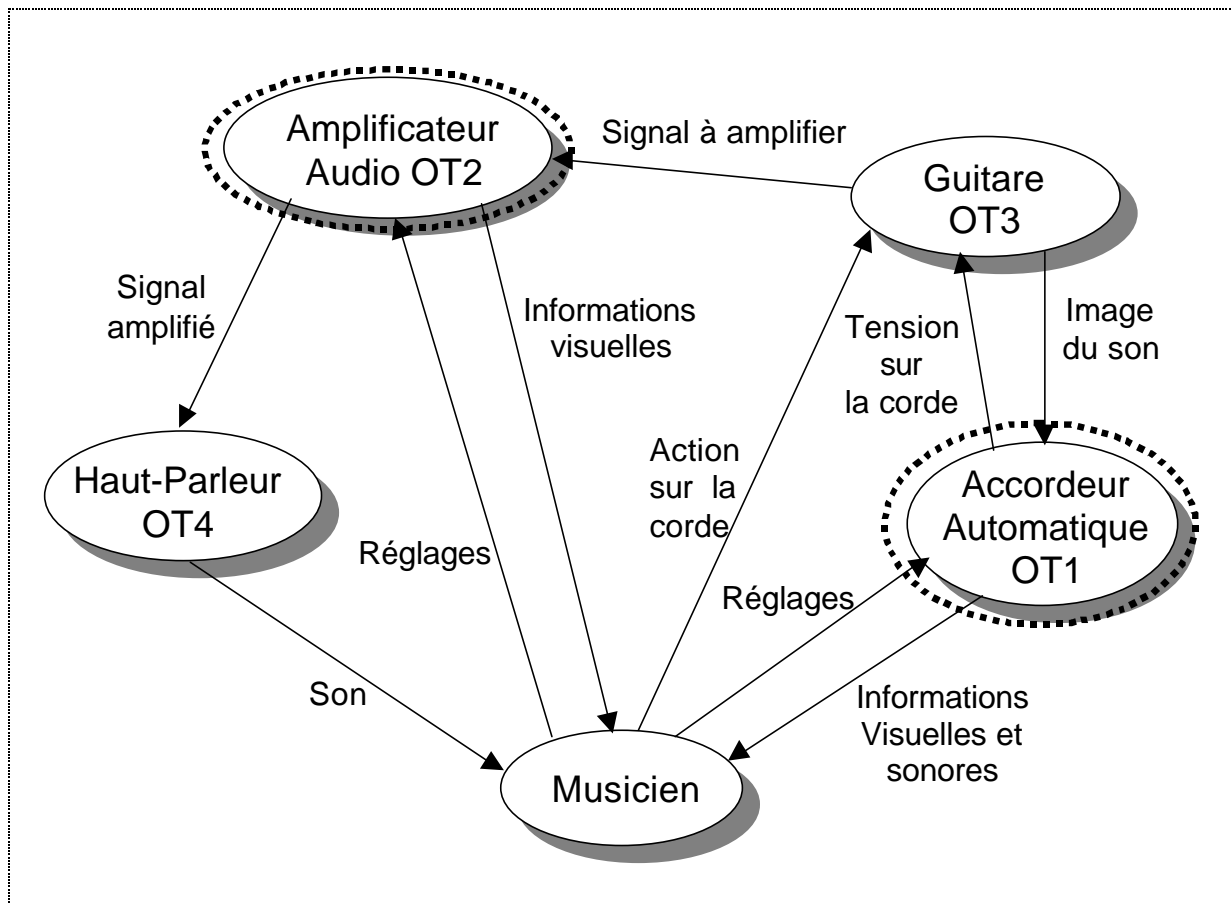 Amplificateur
Audio OT2
Signal à amplifier
Guitare
OT3
Signal
amplifié
Informations
visuelles
Tension
sur
la corde
Image
du son
Haut-Parleur
OT4
Réglages
Action
sur la
corde
Accordeur
Automatique
OT1
Réglages
Son
Informations
Visuelles et
sonores
Musicien